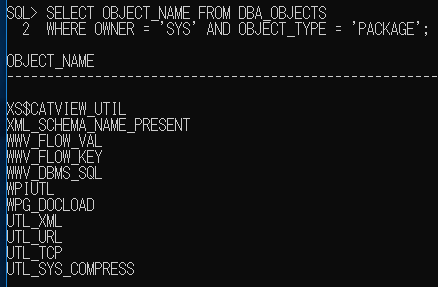 SQL> SELECT OBJECT_NAME FROM DBA_OBJECTS
2 WHERE OWNER = 'SYS' AND OBJECT_TYPE = 'PACKAGE';
OBJECT_NAME
--------------------------------------------------------------------------------
XS$CATVIEW_UTIL
XML_SCHEMA_NAME_PRESENT
WWV_FLOW_VAL
WWV_FLOW_KEY
WWV_DBMS_SQL
WPIUTL
WPG_DOCLOAD
UTL_XML
UTL_URL
UTL_TCP
UTL_SYS_COMPRESS